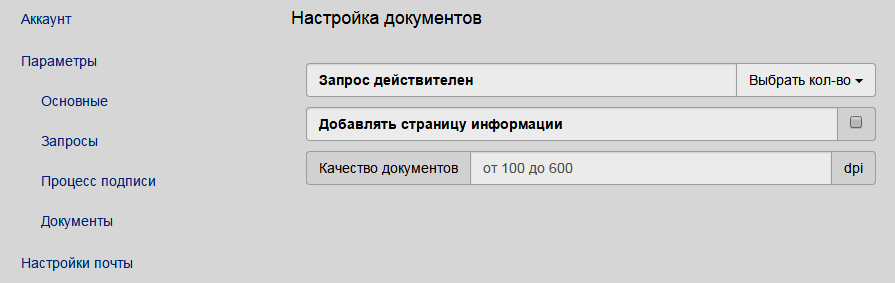 Аккаунт
Параметры
Основные
Запросы
Процесс подписи
Документы
Настройки почты
Настройка документов
Запрос действителен Выбрать кол-во
Добавлять страницу информации
Качество документов от 100 до 600 dpi